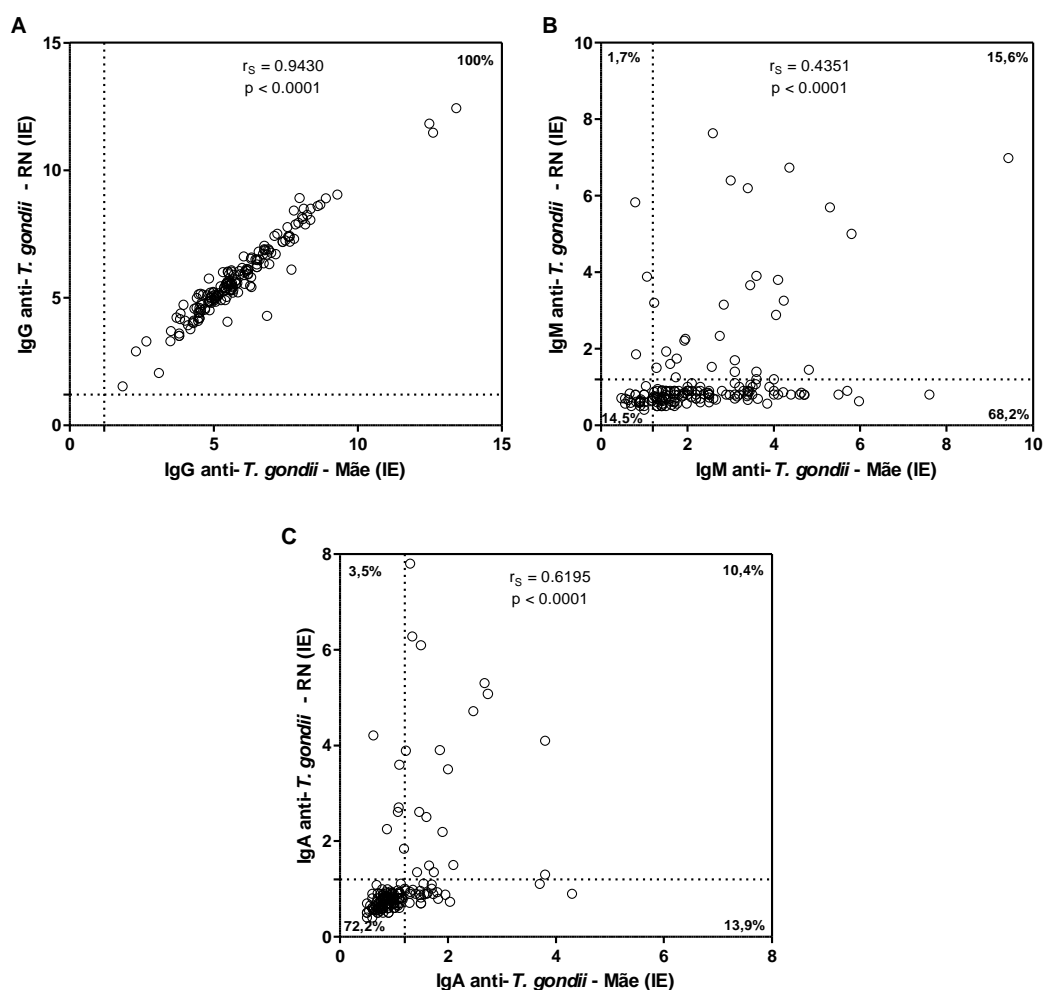 A
15
10
5
0
0
5
10
15
100%
rS = 0.9430
p < 0.0001
IgG anti-T. gondii - RN (IE)
IgG anti-T. gondii - Mãe (IE)
B
10
8
6
4
2
0
0
2
4
6
8
10
1,7%
15,6%
rS = 0.4351
p < 0.0001
14,5%
68,2%
IgM anti-T. gondii - RN (IE)
IgM anti-T. gondii - Mãe (IE)
C
8
6
4
2
0
0
2
4
6
8
3,5%
10,4%
rS = 0.6195
p < 0.0001
72,2%
13,9%
IgA anti-T. gondii - RN (IE)
IgA anti-T. gondii - Mãe (IE)